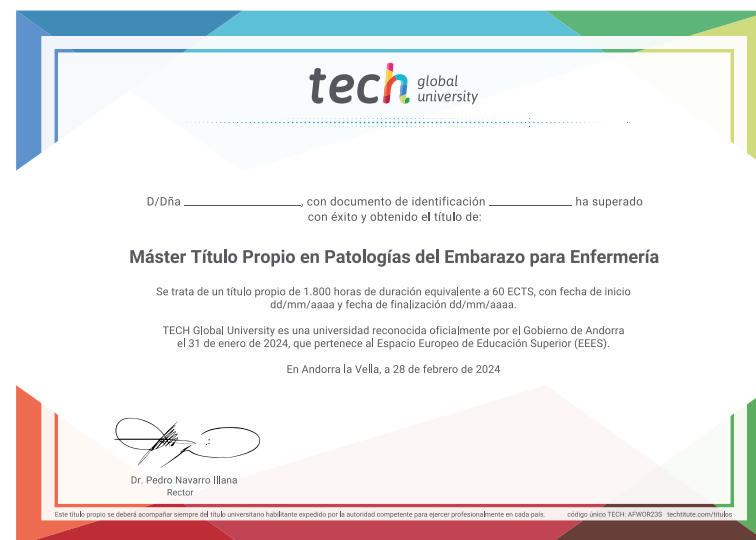 tech global university
D/Dña ______________, con documento de identificación ______________ ha superado
con éxito y obtenido el título de:
Máster Título Propio en Patologías del Embarazo para Enfermería
Se trata de un título propio de 1.800 horas de duración equivalente a 60 ECTS, con fecha de inicio
dd/mm/aaaa y fecha de finalización dd/mm/aaaa.
TECH Global University es una universidad reconocida oficialmente por el Gobierno de Andorra
el 31 de enero de 2024, que pertenece al Espacio Europeo de Educación Superior (EEES).
En Andorra la Vella, a 28 de febrero de 2024
Dr. Pedro Navarro Illana
Rector
Este título propio se deberá acompañar siempre del título universitario habilitante expedido por la autoridad competente para ejercer profesionalmente en cada país. código único TECH: AFWOR23S techtitute.com/titulos